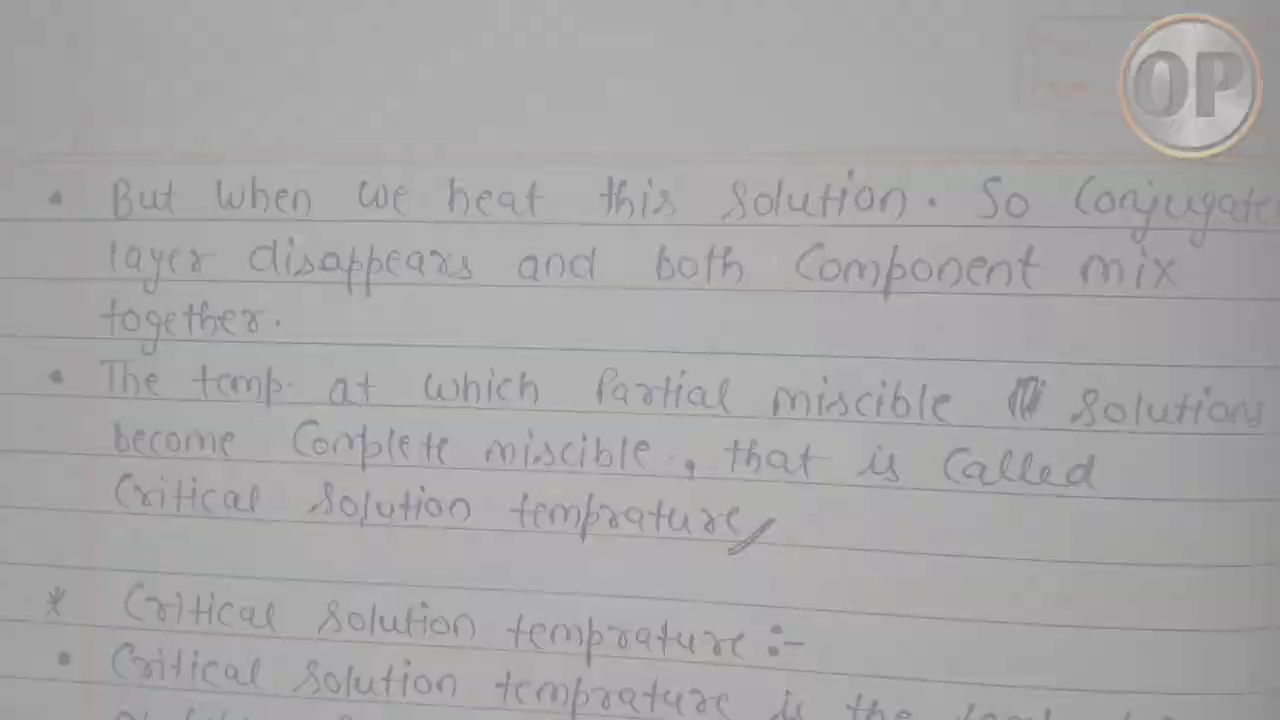 OP
• But when we heat this solution. So Conjugate
layer disappears and both Component mix
together.
• The temp. at which Partial miscible solutions
become Complete miscible, that is Called
Critical solution temprature
* Critical solution temprature :-
• Critical solution temprature is the